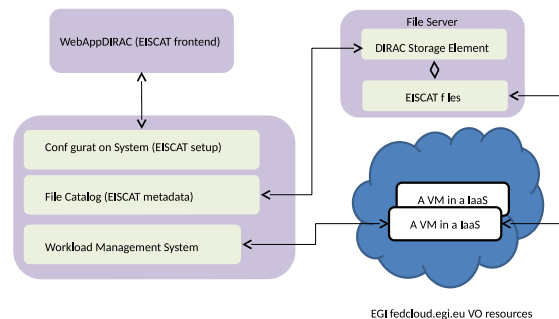 WebAppDIRAC (EISCAT frontend)
File Server
DIRAC Storage Element
EISCAT f les
Conf gurat on System (EISCAT setup)
File Catalog (EISCAT metadata)
Workload Management System
A VM in a IaaS
A VM in a IaaS
EGI fedcloud.egi.eu VO resources